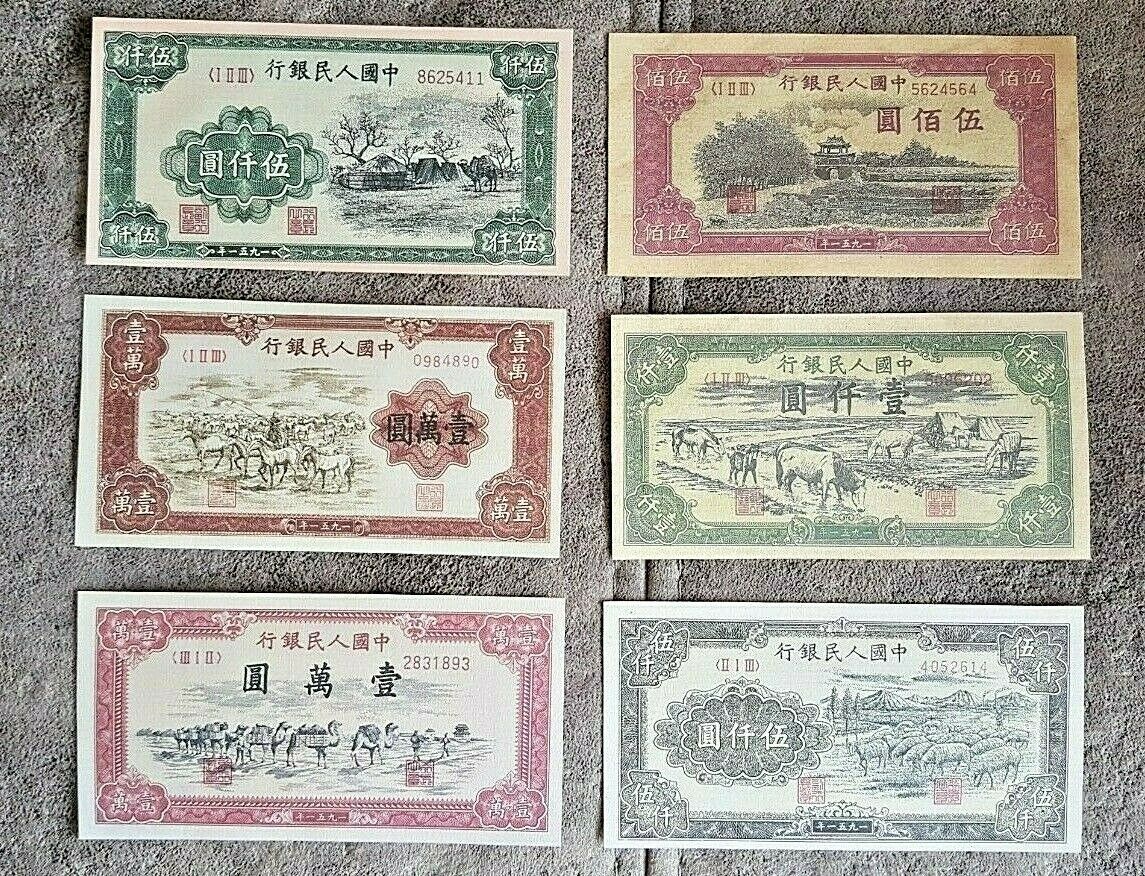 伍仟
伍仟
中國人民銀行
〈I II III〉 8625411
伍仟圓
伍仟
伍仟
一九五一年
伍佰
伍佰
中國人民銀行
〈I II III〉 5624564
伍佰圓
伍佰
伍佰
一九五一年
壹萬
壹萬
中國人民銀行
〈I II III〉 0984890
壹萬圓
壹萬
壹萬
一九五一年
壹仟
壹仟
中國人民銀行
〈I II III〉
壹仟圓
壹仟
壹仟
壹萬
壹萬
中國人民銀行
〈III I II〉 2831893
壹萬圓
壹萬
壹萬
一九五一年
伍仟
伍仟
中國人民銀行
〈II I III〉 4052614
伍仟圓
伍仟
伍仟
一九五一年